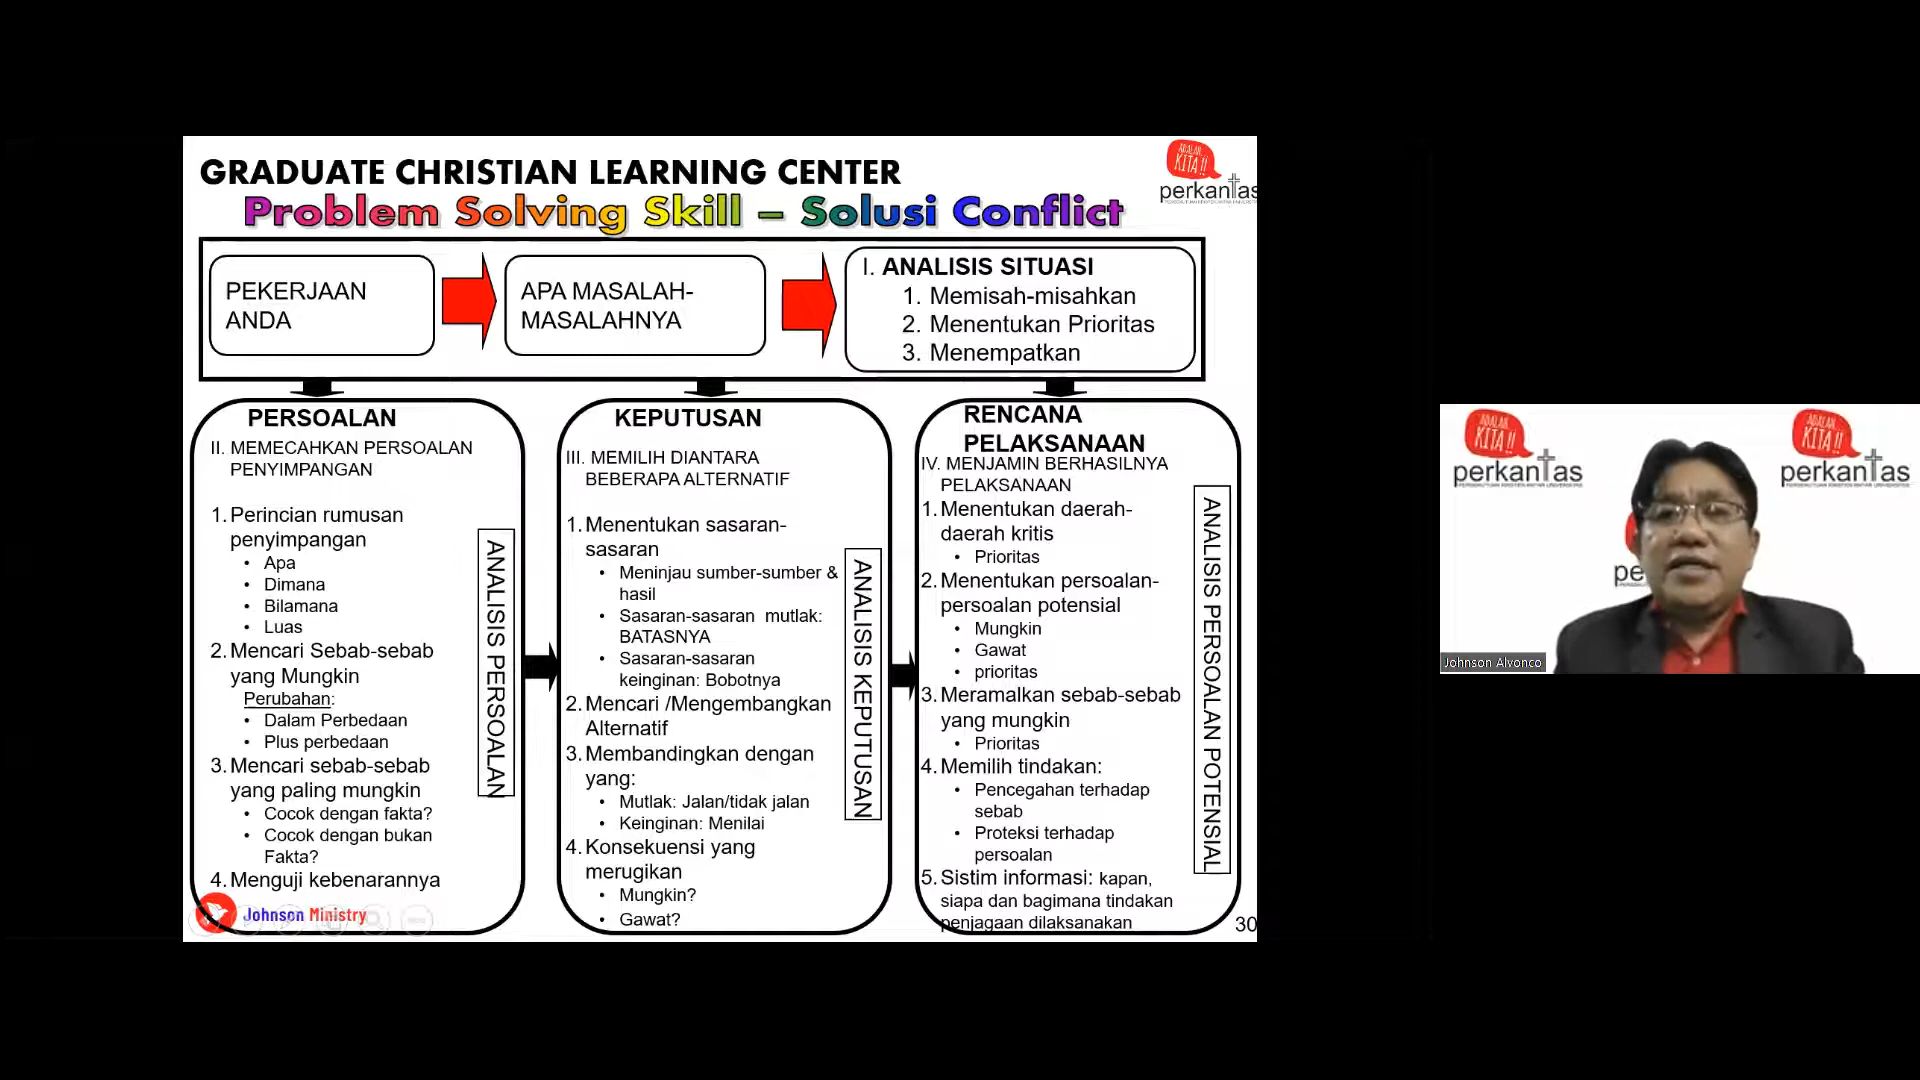 GRADUATE CHRISTIAN LEARNING CENTER
Problem Solving Skill – Solusi Conflict
ADALAH
KITA!!
perkantas
PEKERJAAN
ANDA
APA MASALAH-
MASALAHNYA
I. ANALISIS SITUASI
1. Memisah-misahkan
2. Menentukan Prioritas
3. Menempatkan
PERSOALAN
II. MEMECAHKAN PERSOALAN
PENYIMPANGAN
1. Perincian rumusan
penyimpangan
• Apa
• Dimana
• Bilamana
• Luas
2. Mencari Sebab-sebab
yang Mungkin
Perubahan:
• Dalam Perbedaan
• Plus perbedaan
3. Mencari sebab-sebab
yang paling mungkin
• Cocok dengan fakta?
• Cocok dengan bukan
Fakta?
4. Menguji kebenarannya
ANALISIS PERSOALAN
KEPUTUSAN
III. MEMILIH DIANTARA
BEBERAPA ALTERNATIF
1. Menentukan sasaran-
sasaran
• Meninjau sumber-sumber &
hasil
• Sasaran-sasaran mutlak:
BATASNYA
• Sasaran-sasaran
keinginan: Bobotnya
2. Mencari /Mengembangkan
Alternatif
3. Membandingkan dengan
yang:
• Mutlak: Jalan/tidak jalan
• Keinginan: Menilai
4. Konsekuensi yang
merugikan
• Mungkin?
• Gawat?
ANALISIS KEPUTUSAN
RENCANA
PELAKSANAAN
IV. MENJAMIN BERHASILNYA
PELAKSANAAN
1. Menentukan daerah-
daerah kritis
• Prioritas
2. Menentukan persoalan-
persoalan potensial
• Mungkin
• Gawat
• prioritas
3. Meramalkan sebab-sebab
yang mungkin
• Prioritas
4. Memilih tindakan:
• Pencegahan terhadap
sebab
• Proteksi terhadap
persoalan
5. Sistim informasi: kapan,
siapa dan bagimana tindakan
penjagaan dilaksanakan
ANALISIS PERSOALAN POTENSIAL
Johnson Ministry
30
ADALAH
KITA!!
perkantas
ADALAH
KITA!!
perkantas
pe
Johnson Alvonco